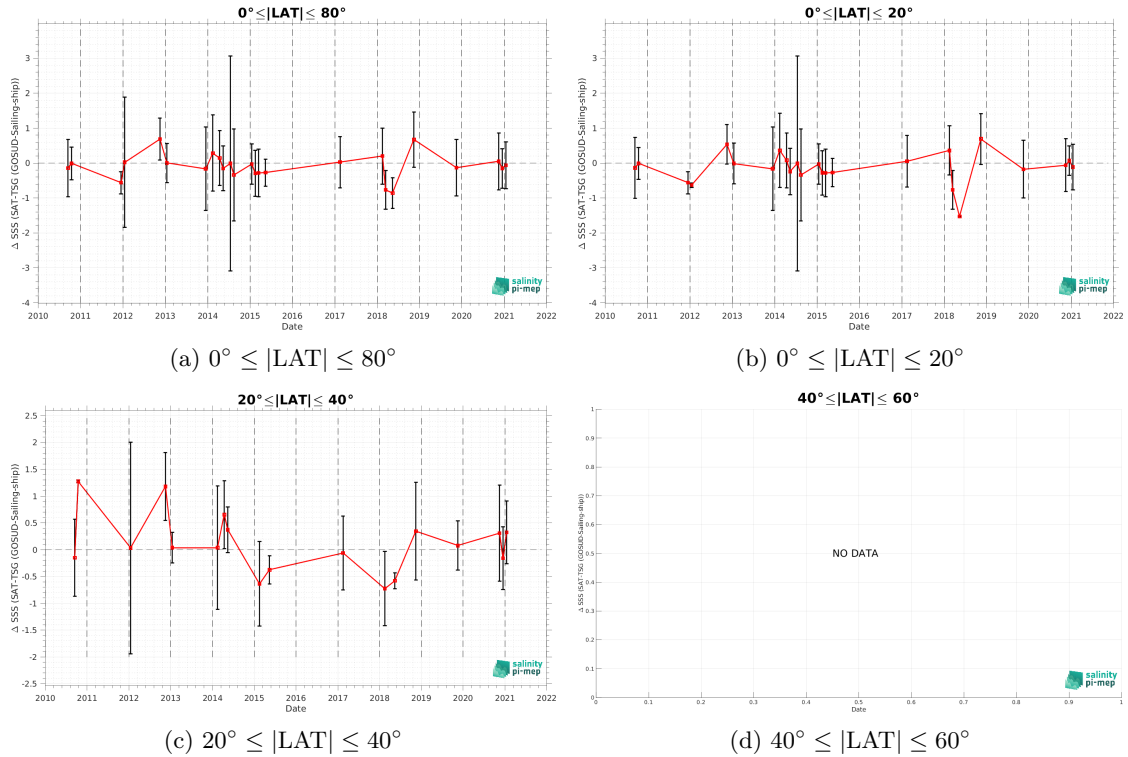 0°≤|LAT|≤ 80°
Δ SSS (SAT-TSG (GOSUD-Sailing-ship))
3
2
1
0
-1
-2
-3
-4
2010 2011 2012 2013 2014 2015 2016 2017 2018 2019 2020 2021 2022
Date
salinity
pi-mep
(a) 0° ≤ |LAT| ≤ 80°
0°≤|LAT|≤ 20°
Δ SSS (SAT-TSG (GOSUD-Sailing-ship))
3
2
1
0
-1
-2
-3
-4
2010 2011 2012 2013 2014 2015 2016 2017 2018 2019 2020 2021 2022
Date
salinity
pi-mep
(b) 0° ≤ |LAT| ≤ 20°
20°≤|LAT|≤ 40°
Δ SSS (SAT-TSG (GOSUD-Sailing-ship))
2.5
2
1.5
1
0.5
0
-0.5
-1
-1.5
-2
-2.5
2010 2011 2012 2013 2014 2015 2016 2017 2018 2019 2020 2021 2022
Date
salinity
pi-mep
(c) 20° ≤ |LAT| ≤ 40°
40°≤|LAT|≤ 60°
Δ SSS (SAT-TSG (GOSUD-Sailing-ship))
1
0.9
0.8
0.7
0.6
0.5
0.4
0.3
0.2
0.1
0
NO DATA
0 0.1 0.2 0.3 0.4 0.5 0.6 0.7 0.8 0.9 1
Date
salinity
pi-mep
(d) 40° ≤ |LAT| ≤ 60°